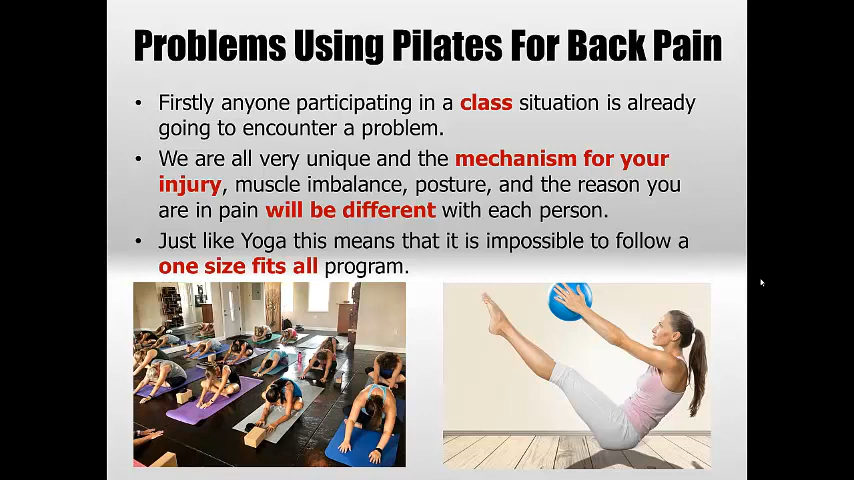 Problems Using Pilates For Back Pain
• Firstly anyone participating in a class situation is already
going to encounter a problem.
• We are all very unique and the mechanism for your
injury, muscle imbalance, posture, and the reason you
are in pain will be different with each person.
• Just like Yoga this means that it is impossible to follow a
one size fits all program.